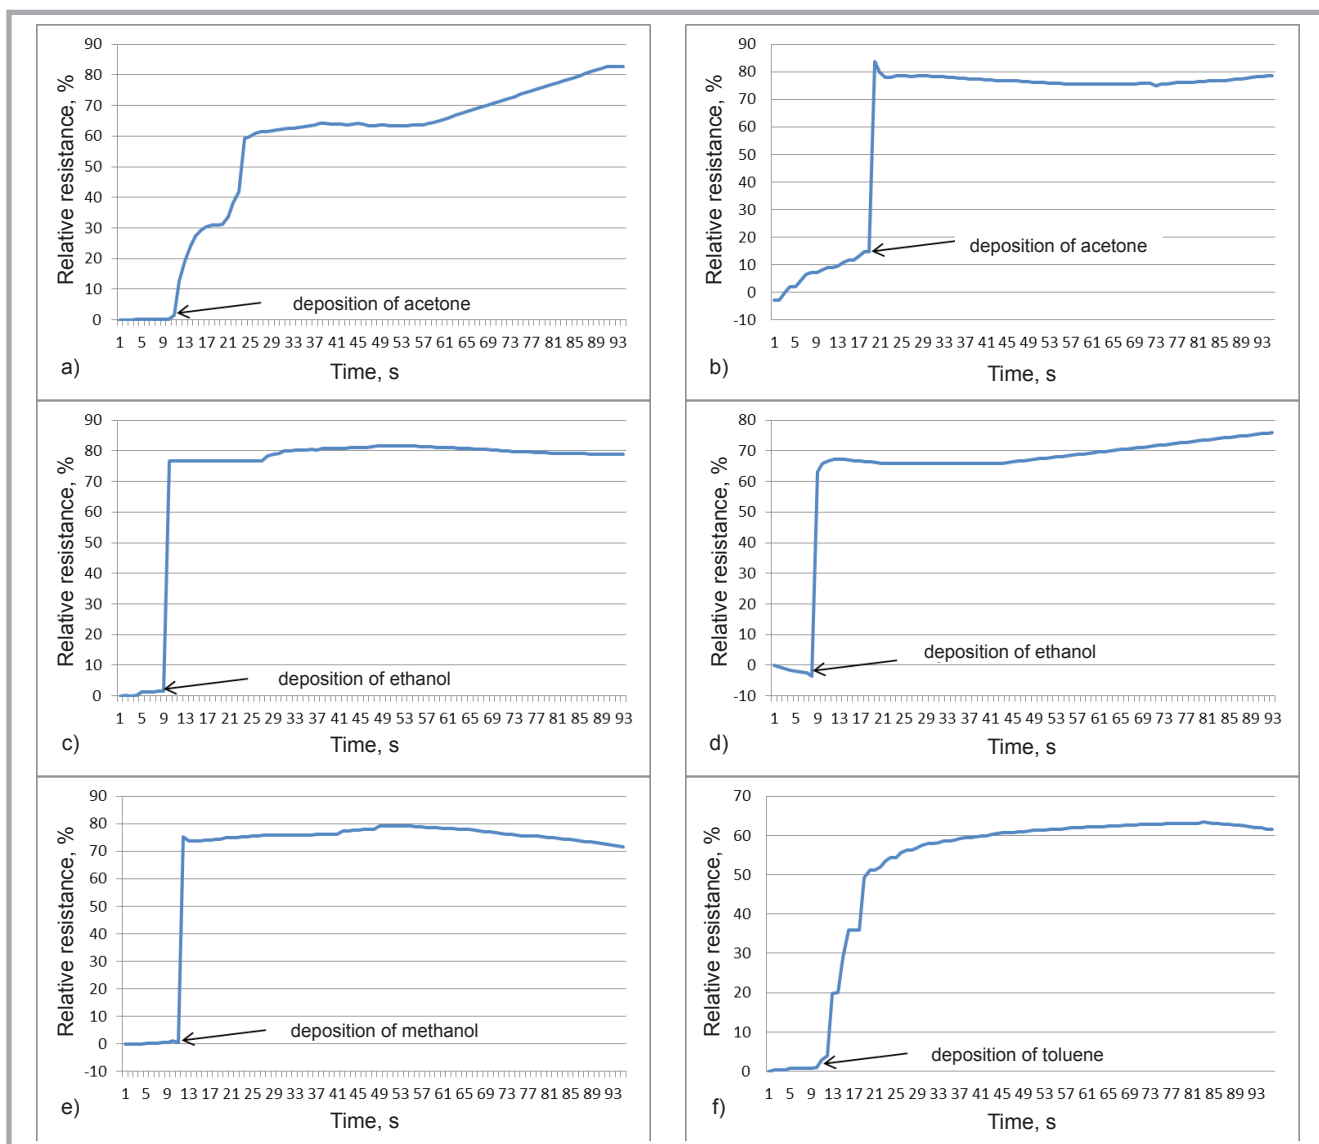 90
80
70
60
50
40
30
20
10
0
Relative resistance, %
deposition of acetone
1 5 9 13 17 21 25 29 33 37 41 45 49 53 57 61 65 69 73 77 81 85 89 93
a)
Time, s
90
80
70
60
50
40
30
20
10
0
-10
Relative resistance, %
deposition of acetone
1 5 9 13 17 21 25 29 33 37 41 45 49 53 57 61 65 69 73 77 81 85 89 93
b)
Time, s
90
80
70
60
50
40
30
20
10
0
Relative resistance, %
deposition of ethanol
1 5 9 13 17 21 25 29 33 37 41 45 49 53 57 61 65 69 73 77 81 85 89 93
c)
Time, s
80
70
60
50
40
30
20
10
0
-10
Relative resistance, %
deposition of ethanol
1 5 9 13 17 21 25 29 33 37 41 45 49 53 57 61 65 69 73 77 81 85 89 93
d)
Time, s
90
80
70
60
50
40
30
20
10
0
-10
Relative resistance, %
deposition of methanol
1 5 9 13 17 21 25 29 33 37 41 45 49 53 57 61 65 69 73 77 81 85 89 93
e)
Time, s
70
60
50
40
30
20
10
0
Relative resistance, %
deposition of toluene
1 5 9 13 17 21 25 29 33 37 41 45 49 53 57 61 65 69 73 77 81 85 89 93
f)
Time, s